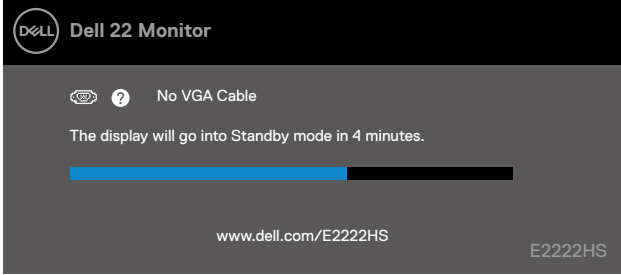 DELL
Dell 22 Monitor
? No VGA Cable
The display will go into Standby mode in 4 minutes.
www.dell.com/E2222HS
E2222HS